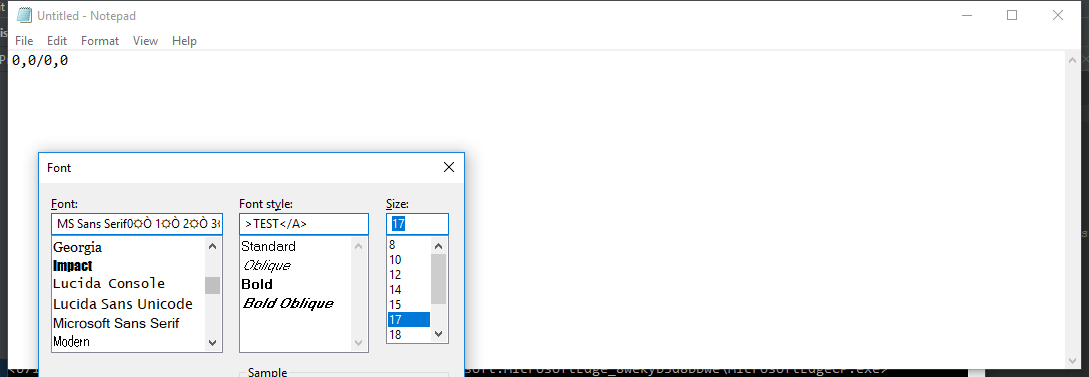 Untitled - Notepad
File Edit Format View Help
0,0/0,0
Font
Font: Font style: Size:
MS Sans Serif0☼Ò 1☼Ò 2☼Ò 3 >TEST</A> 17
Georgia Standard 8
Impact Oblique 10
Lucida Console Bold 12
Lucida Sans Unicode Bold Oblique 14
Microsoft Sans Serif 15
Modern 17
18
Sample